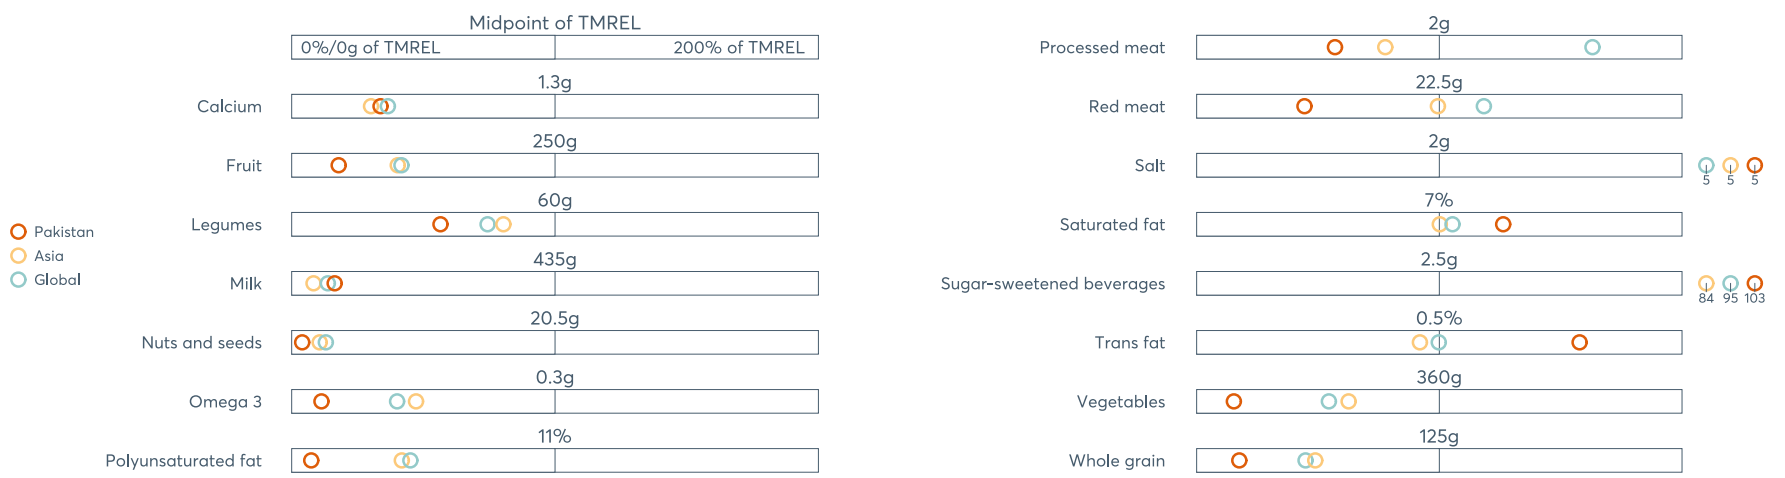 Midpoint of TMREL
0%/0g of TMREL 200% of TMREL
Calcium 1.3g
Fruit 250g
Legumes 60g
Milk 435g
Nuts and seeds 20.5g
Omega 3 0.3g
Polyunsaturated fat 11%
Pakistan
Asia
Global
Processed meat 2g
Red meat 22.5g
Salt 2g
5 5 5
Saturated fat 7%
Sugar-sweetened beverages 2.5g
84 95 103
Trans fat 0.5%
Vegetables 360g
Whole grain 125g